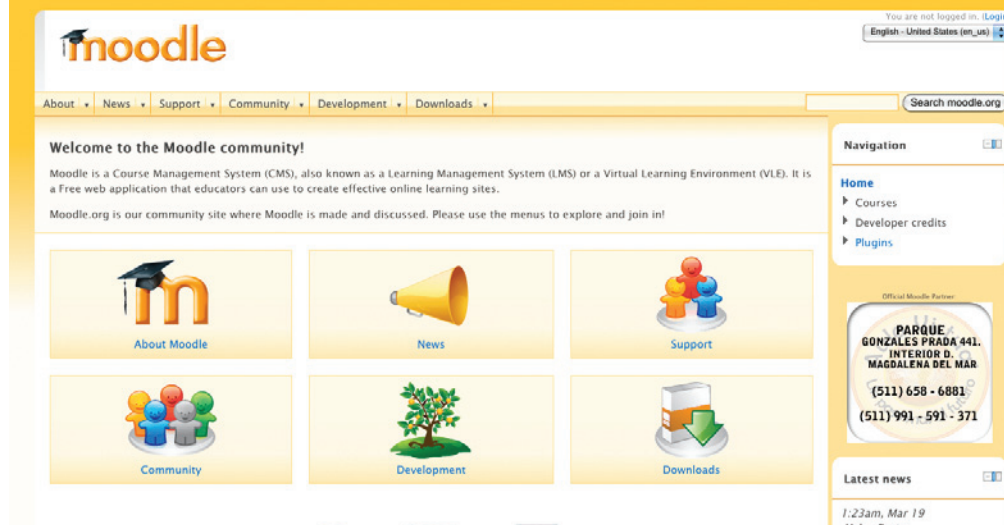 You are not logged in. (Logi
moodle
English - United States (en_us)
About News Support Community Development Downloads
Search moodle.org
Welcome to the Moodle community!
Moodle is a Course Management System (CMS), also known as a Learning Management System (LMS) or a Virtual Learning Environment (VLE). It is
a Free web application that educators can use to create effective online learning sites.
Moodle.org is our community site where Moodle is made and discussed. Please use the menus to explore and join in!
About Moodle
News
Support
Community
Development
Downloads
Navigation
Home
Courses
Developer credits
Plugins
Official Moodle Partner
PARQUE
GONZALES PRADA 441.
INTERIOR D.
MAGDALENA DEL MAR
(511) 658 - 6881
(511) 991 - 591 - 371
Latest news
1:23am, Mar 19